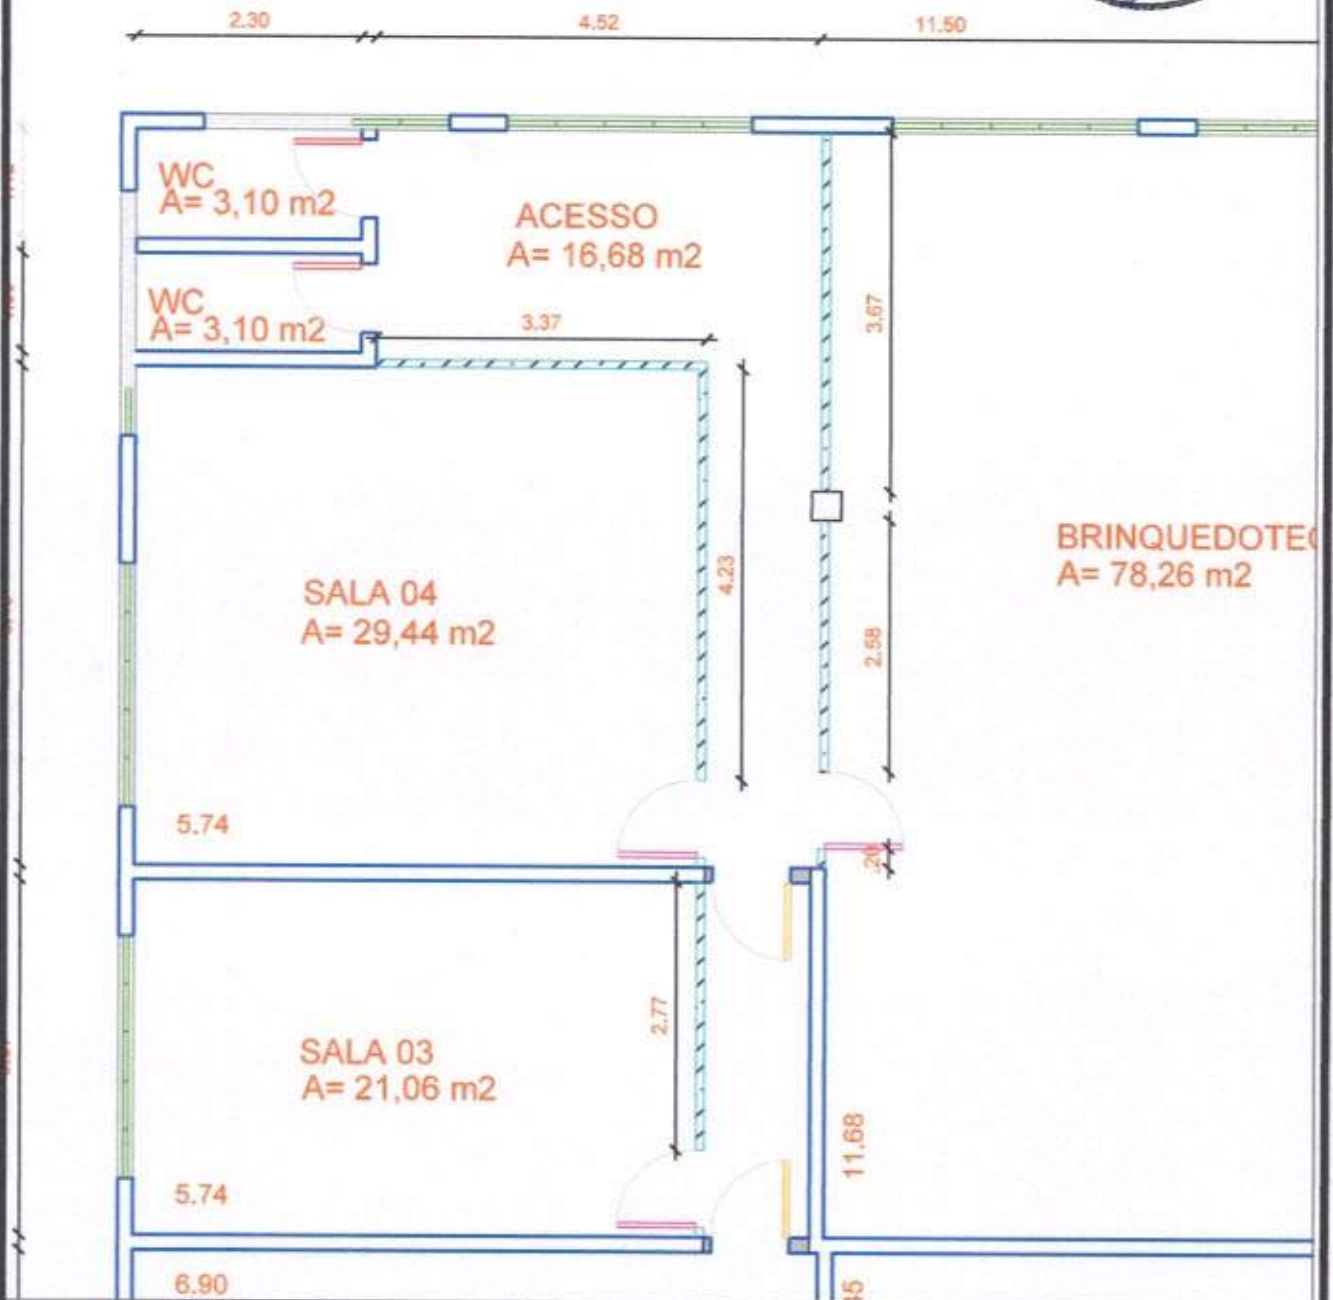 2.30
4.52
11.50
WC
A= 3,10 m2
ACESSO
A= 16,68 m2
WC
A= 3,10 m2
3.37
3.67
4.23
BRINQUEDOTEC
A= 78,26 m2
SALA 04
A= 29,44 m2
2.58
5.74
.20
2.77
SALA 03
A= 21,06 m2
11.68
5.74
6.90